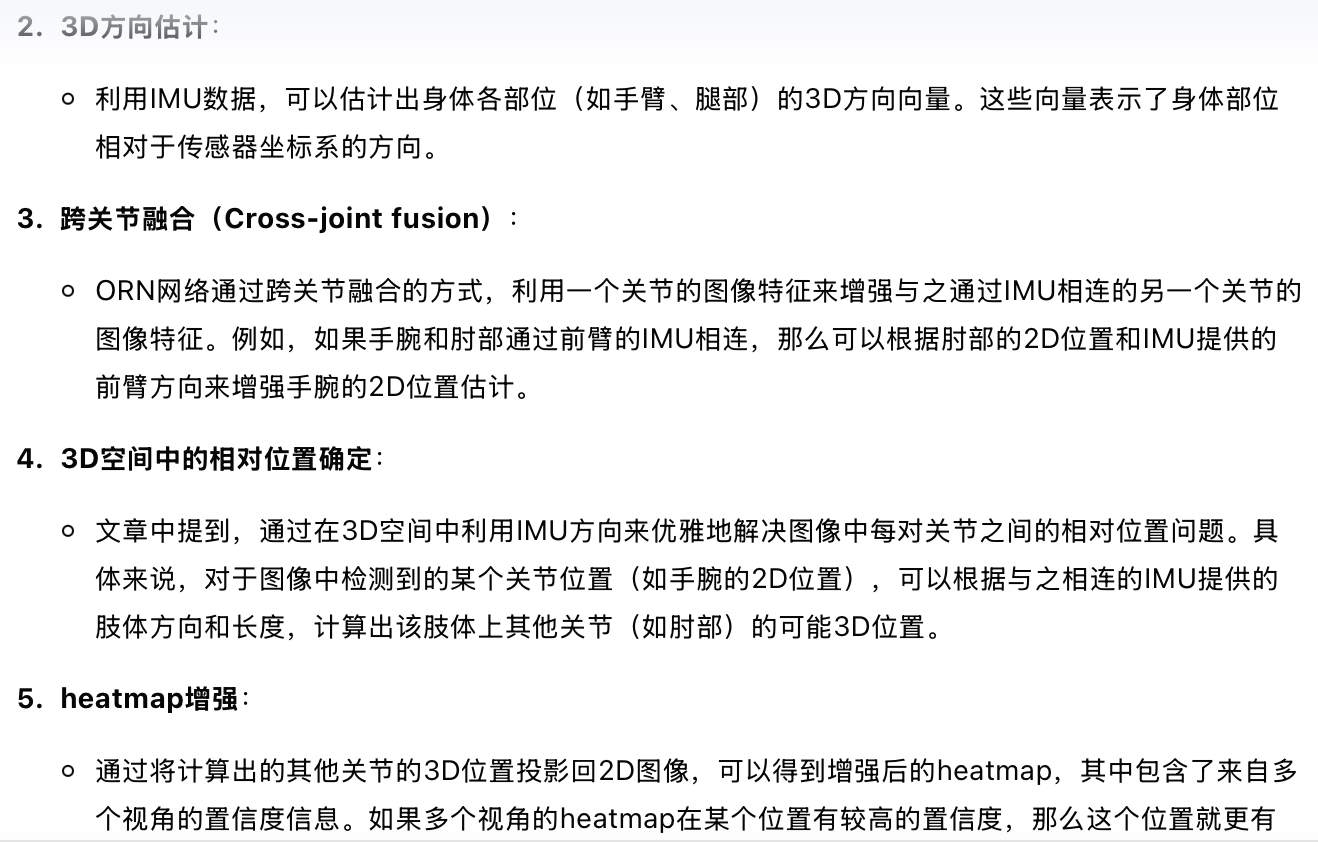 2. 3D方向估计：
利用IMU数据，可以估计出身体各部位（如手臂、腿部）的3D方向向量。这些向量表示了身体部位
相对于传感器坐标系的方向。
3. 跨关节融合（Cross-joint fusion）：
ORN网络通过跨关节融合的方式，利用一个关节的图像特征来增强与之通过IMU相连的另一个关节的
图像特征。例如，如果手腕和肘部通过前臂的IMU相连，那么可以根据肘部的2D位置和IMU提供的
前臂方向来增强手腕的2D位置估计。
4. 3D空间中的相对位置确定：
文章中提到，通过在3D空间中利用IMU方向来优雅地解决图像中每对关节之间的相对位置问题。具
体来说，对于图像中检测到的某个关节位置（如手腕的2D位置），可以根据与之相连的IMU提供的
肢体方向和长度，计算出该肢体上其他关节（如肘部）的可能3D位置。
5. heatmap增强：
通过将计算出的其他关节的3D位置投影回2D图像，可以得到增强后的heatmap，其中包含了来自多
个视角的置信度信息。如果多个视角的heatmap在某个位置有较高的置信度，那么这个位置就更有